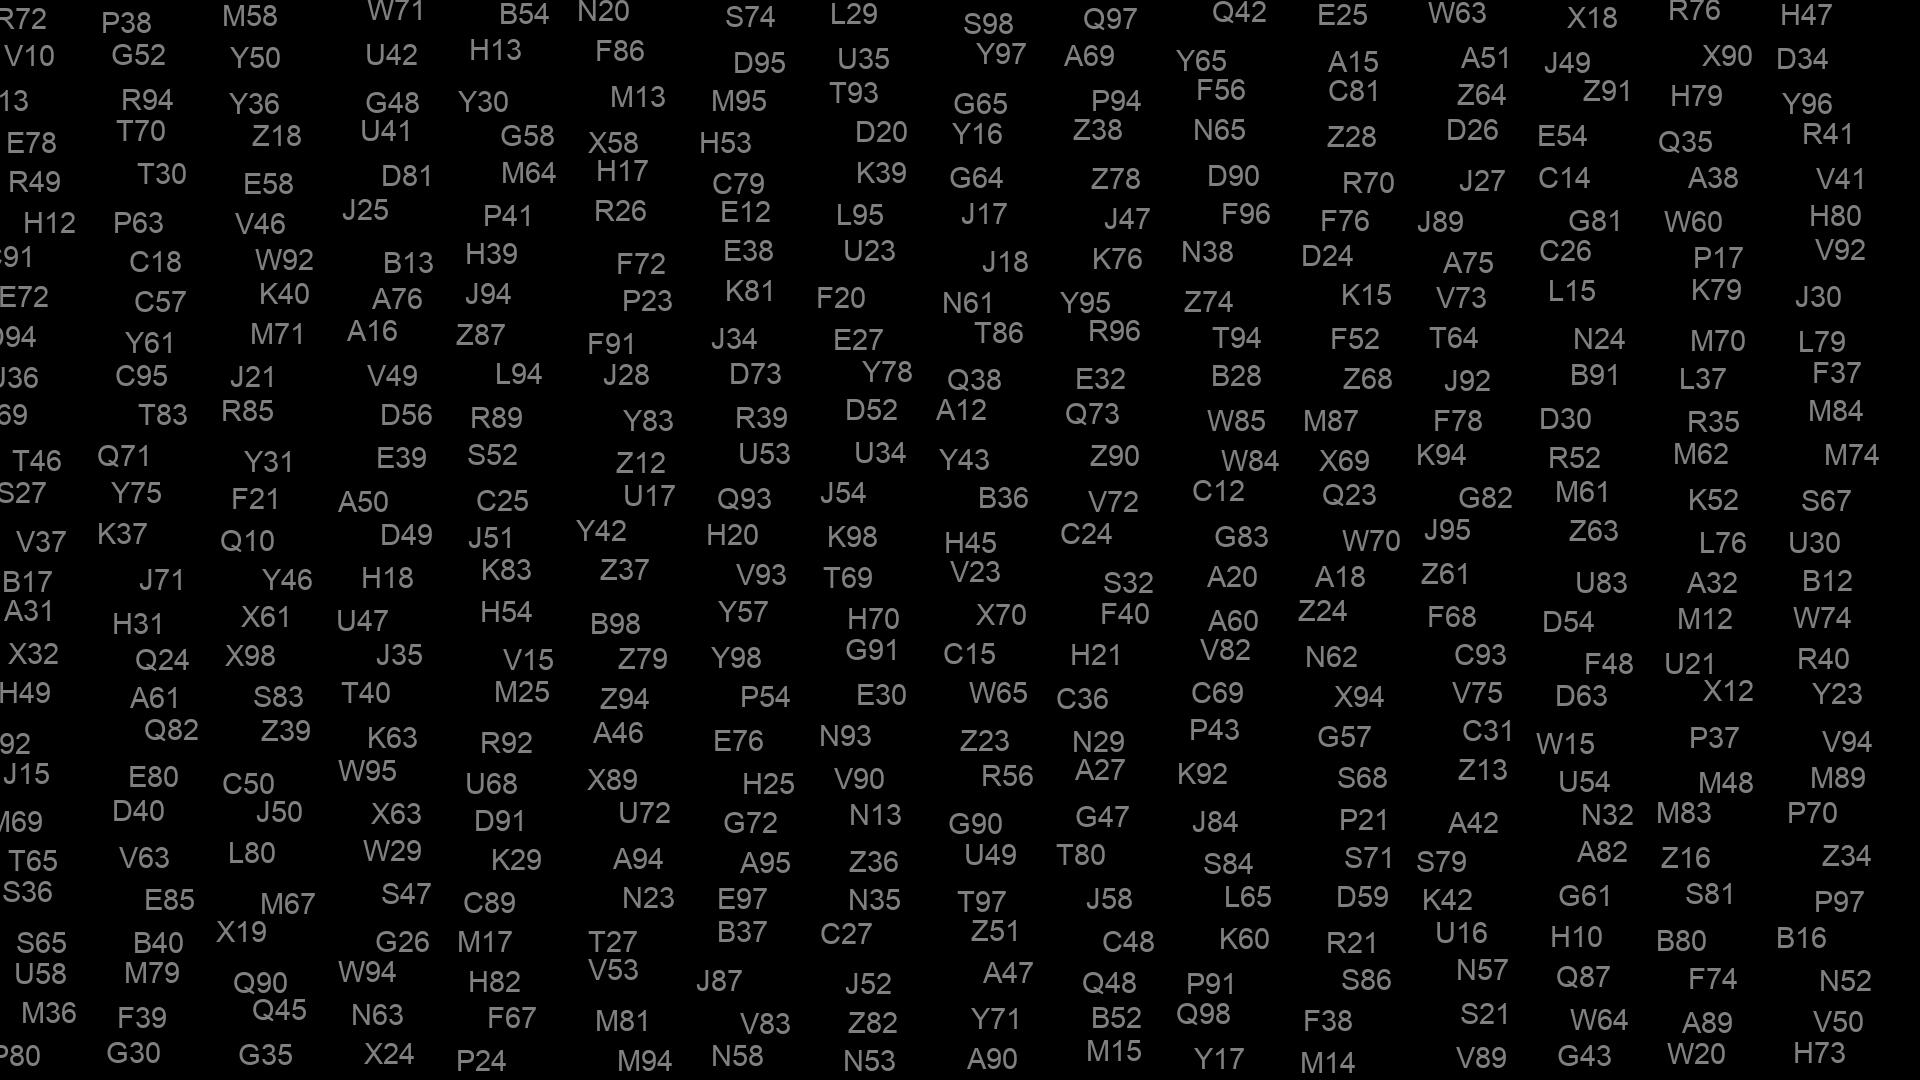 R72 P38 M58 W71 B54 N20 S74 L29 S98 Q97 Q42 E25 W63 X18 R76 H47
V10 G52 Y50 U42 H13 F86 D95 U35 Y97 A69 Y65 A15 A51 J49 X90 D34
13 R94 Y36 G48 Y30 M13 M95 T93 G65 P94 F56 C81 Z64 Z91 H79 Y96
E78 T70 Z18 U41 G58 X58 H53 D20 Y16 Z38 N65 Z28 D26 E54 Q35 R41
R49 T30 E58 D81 M64 H17 C79 K39 G64 Z78 D90 R70 J27 C14 A38 V41
H12 P63 V46 J25 P41 R26 E12 L95 J17 J47 F96 F76 J89 G81 W60 H80
91 C18 W92 B13 H39 F72 E38 U23 J18 K76 N38 D24 A75 C26 P17 V92
E72 C57 K40 A76 J94 P23 K81 F20 N61 Y95 Z74 K15 V73 L15 K79 J30
94 Y61 M71 A16 Z87 F91 J34 E27 T86 R96 T94 F52 T64 N24 M70 L79
36 C95 J21 V49 L94 J28 D73 Y78 Q38 E32 B28 Z68 J92 B91 L37 F37
69 T83 R85 D56 R89 Y83 R39 D52 A12 Q73 W85 M87 F78 D30 R35 M84
T46 Q71 Y31 E39 S52 Z12 U53 U34 Y43 Z90 W84 X69 K94 R52 M62 M74
S27 Y75 F21 A50 C25 U17 Q93 J54 B36 V72 C12 Q23 G82 M61 K52 S67
V37 K37 Q10 D49 J51 Y42 H20 K98 H45 C24 G83 W70 J95 Z63 L76 U30
B17 J71 Y46 H18 K83 Z37 V93 T69 V23 S32 A20 A18 Z61 U83 A32 B12
A31 H31 X61 U47 H54 B98 Y57 H70 X70 F40 A60 Z24 F68 D54 M12 W74
X32 Q24 X98 J35 V15 Z79 Y98 G91 C15 H21 V82 N62 C93 F48 U21 R40
H49 A61 S83 T40 M25 Z94 P54 E30 W65 C36 C69 X94 V75 D63 X12 Y23
92 Q82 Z39 K63 R92 A46 E76 N93 Z23 N29 P43 G57 C31 W15 P37 V94
J15 E80 C50 W95 U68 X89 H25 V90 R56 A27 K92 S68 Z13 U54 M48 M89
M69 D40 J50 X63 D91 U72 G72 N13 G90 G47 J84 P21 A42 N32 M83 P70
T65 V63 L80 W29 K29 A94 A95 Z36 U49 T80 S84 S71 S79 A82 Z16 Z34
S36 E85 M67 S47 C89 N23 E97 N35 T97 J58 L65 D59 K42 G61 S81 P97
S65 B40 X19 G26 M17 T27 B37 C27 Z51 C48 K60 R21 U16 H10 B80 B16
U58 M79 Q90 W94 H82 V53 J87 J52 A47 Q48 P91 S86 N57 Q87 F74 N52
M36 F39 Q45 N63 F67 M81 V83 Z82 Y71 B52 Q98 F38 S21 W64 A89 V50
P80 G30 G35 X24 P24 M94 N58 N53 A90 M15 Y17 M14 V89 G43 W20 H73